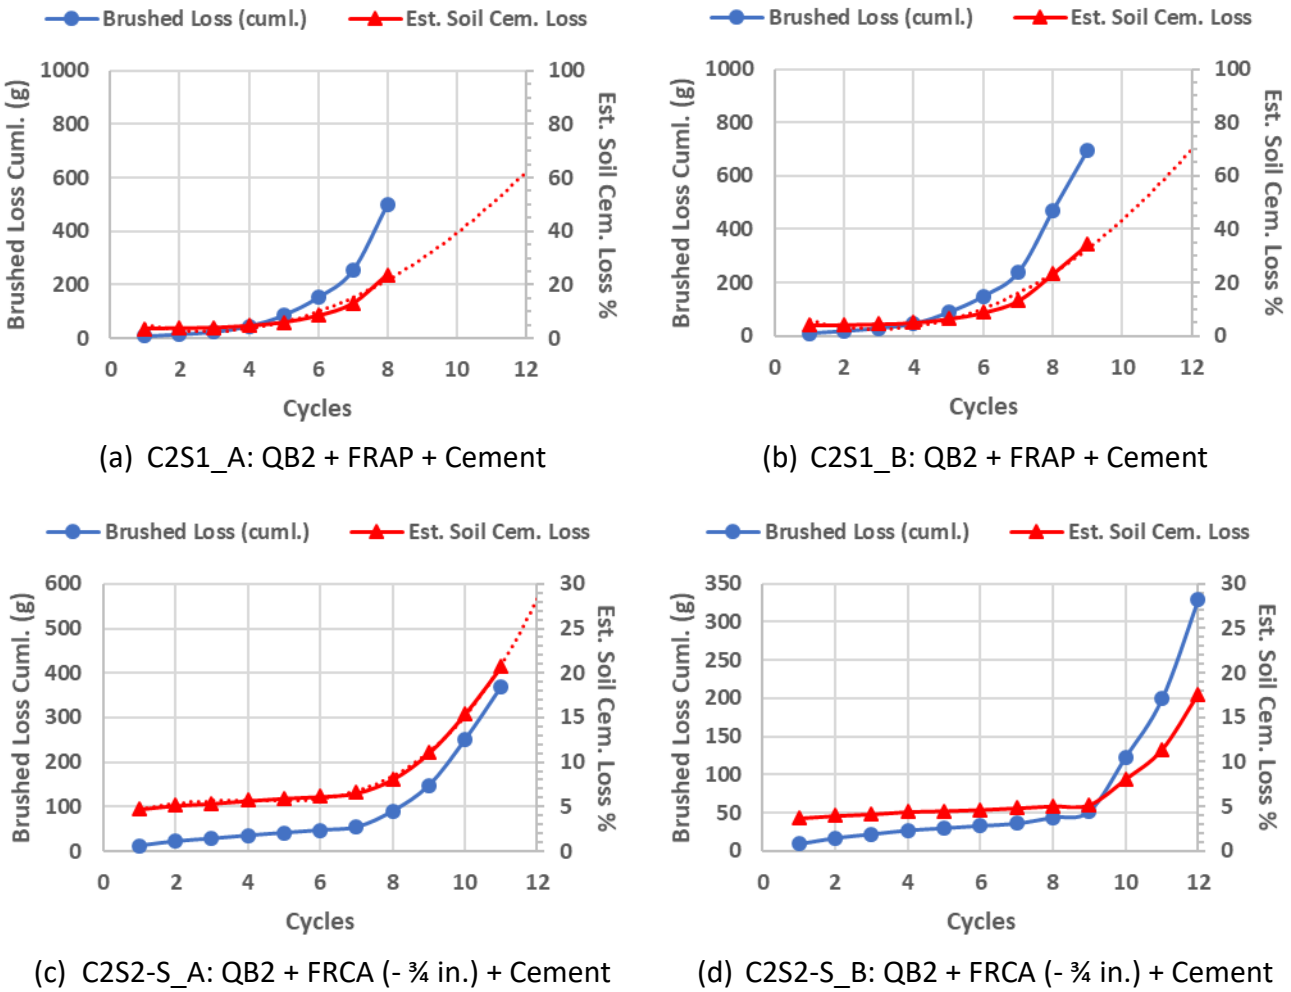 Brushed Loss (cuml.) Est. Soil Cem. Loss
1000 100
800 80
600 60
400 40
200 20
0 0
0 2 4 6 8 10 12
Brushed Loss Cuml. (g)
Est. Soil Cem. Loss %
Cycles
(a) C2S1_A: QB2 + FRAP + Cement
Brushed Loss (cuml.) Est. Soil Cem. Loss
1000 100
800 80
600 60
400 40
200 20
0 0
0 2 4 6 8 10 12
Brushed Loss Cuml. (g)
Est. Soil Cem. Loss %
Cycles
(b) C2S1_B: QB2 + FRAP + Cement
Brushed Loss (cuml.) Est. Soil Cem. Loss
600 30
500 25
400 20
300 15
200 10
100 5
0 0
0 2 4 6 8 10 12
Brushed Loss Cuml. (g)
Est. Soil Cem. Loss %
Cycles
(c) C2S2-S_A: QB2 + FRCA (- ¾ in.) + Cement
Brushed Loss (cuml.) Est. Soil Cem. Loss
350 30
300 25
250 20
200 15
150 10
100 5
50 0
0
0 2 4 6 8 10 12
Brushed Loss Cuml. (g)
Est. Soil Cem. Loss %
Cycles
(d) C2S2-S_B: QB2 + FRCA (- ¾ in.) + Cement